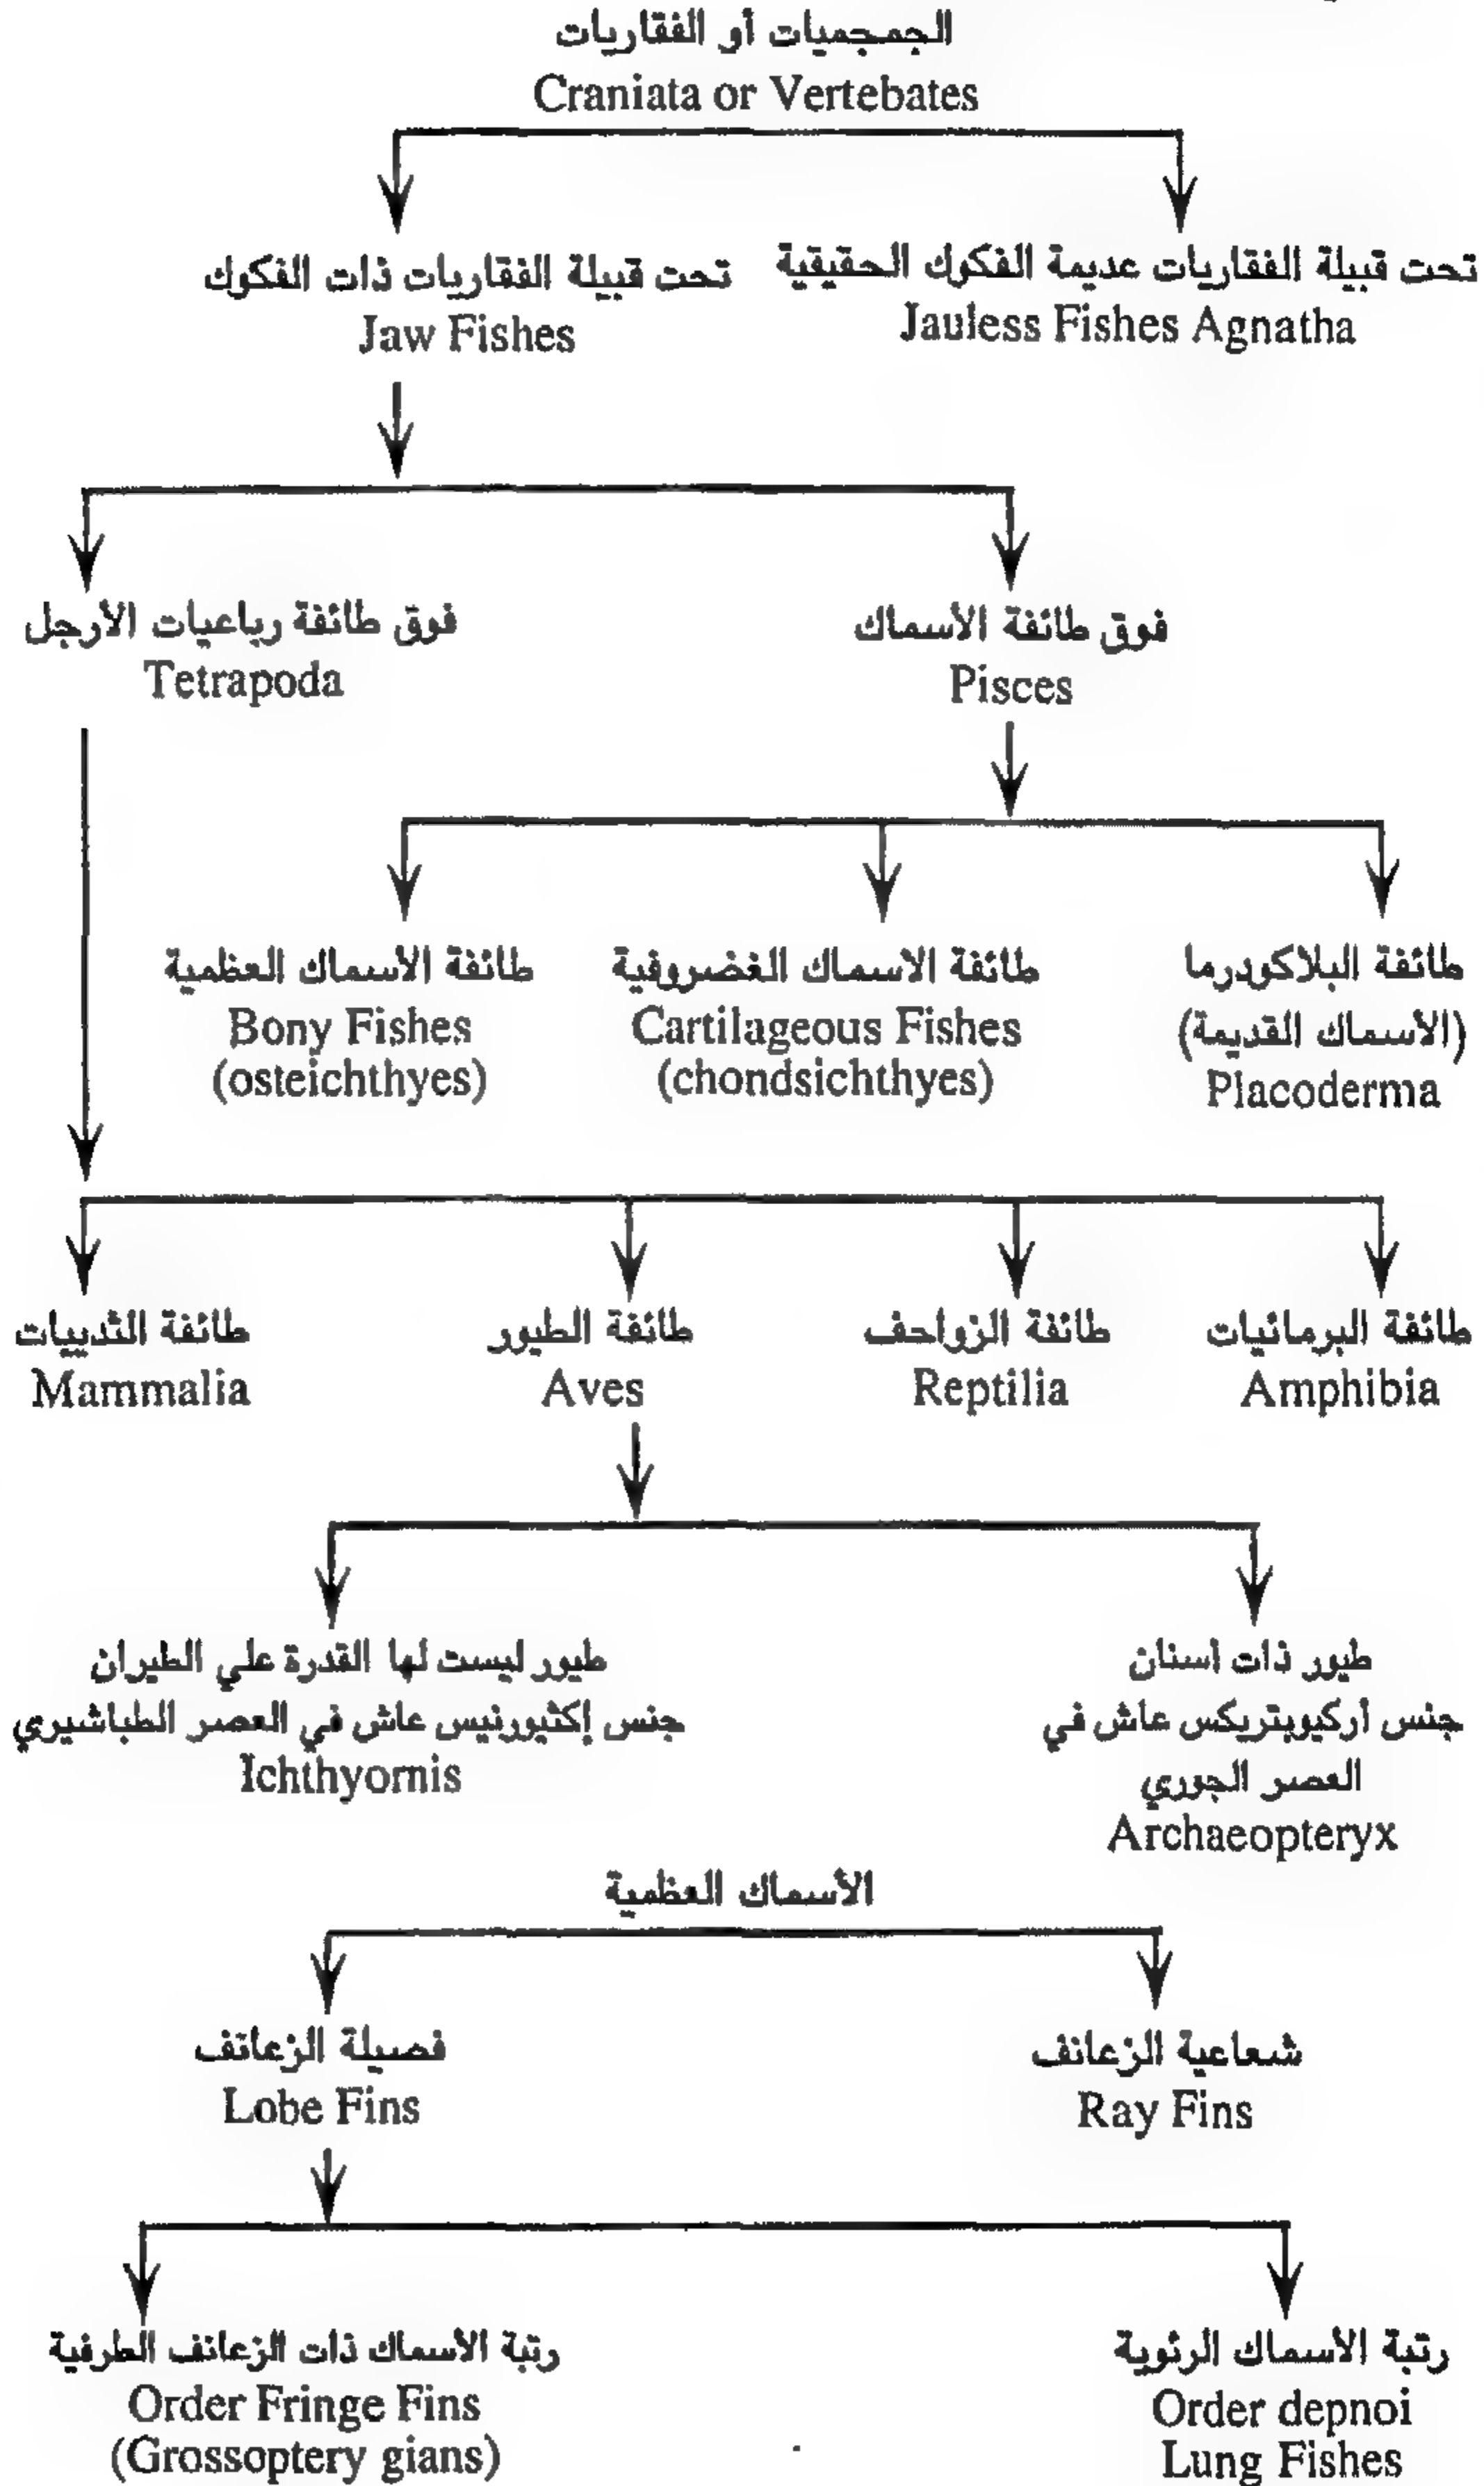 الجمجميات أو الفقاريات
Craniata or Vertebates
تحت قبيلة الفقاريات عديمة الفكوك الحقيقية
Jauless Fishes Agnatha
تحت قبيلة الفقاريات ذات الفكوك
Jaw Fishes
فوق طائفة الأسماك
Pisces
فوق طائفة رباعيات الأرجل
Tetrapoda
طائفة البلاكودرما
(الأسماك القديمة)
Placoderma
طائفة الاسماك الغضروفية
Cartilageous Fishes
(chondsichthyes)
طائفة الأسماك العظمية
Bony Fishes
(osteichthyes)
طائفة البرمائيات
Amphibia
طائفة الزواحف
Reptilia
طائفة الطيور
Aves
طائفة الثدييات
Mammalia
طيور ذات اسنان
جنس أركيوبتريكس عاش في
العصر الجوري
Archaeopteryx
طيور ليست لها القدرة علي الطيران
جنس إكثيورنيس عاش في العصر الطباشيري
Ichthyornis
الأسماك العظمية
شعاعية الزعانف
Ray Fins
فصيلة الزعانف
Lobe Fins
رتبة الأسماك الرئوية
Order depnoi
Lung Fishes
رتبة الأسماك ذات الزعانف الطرفية
Order Fringe Fins
(Grossoptery gians)